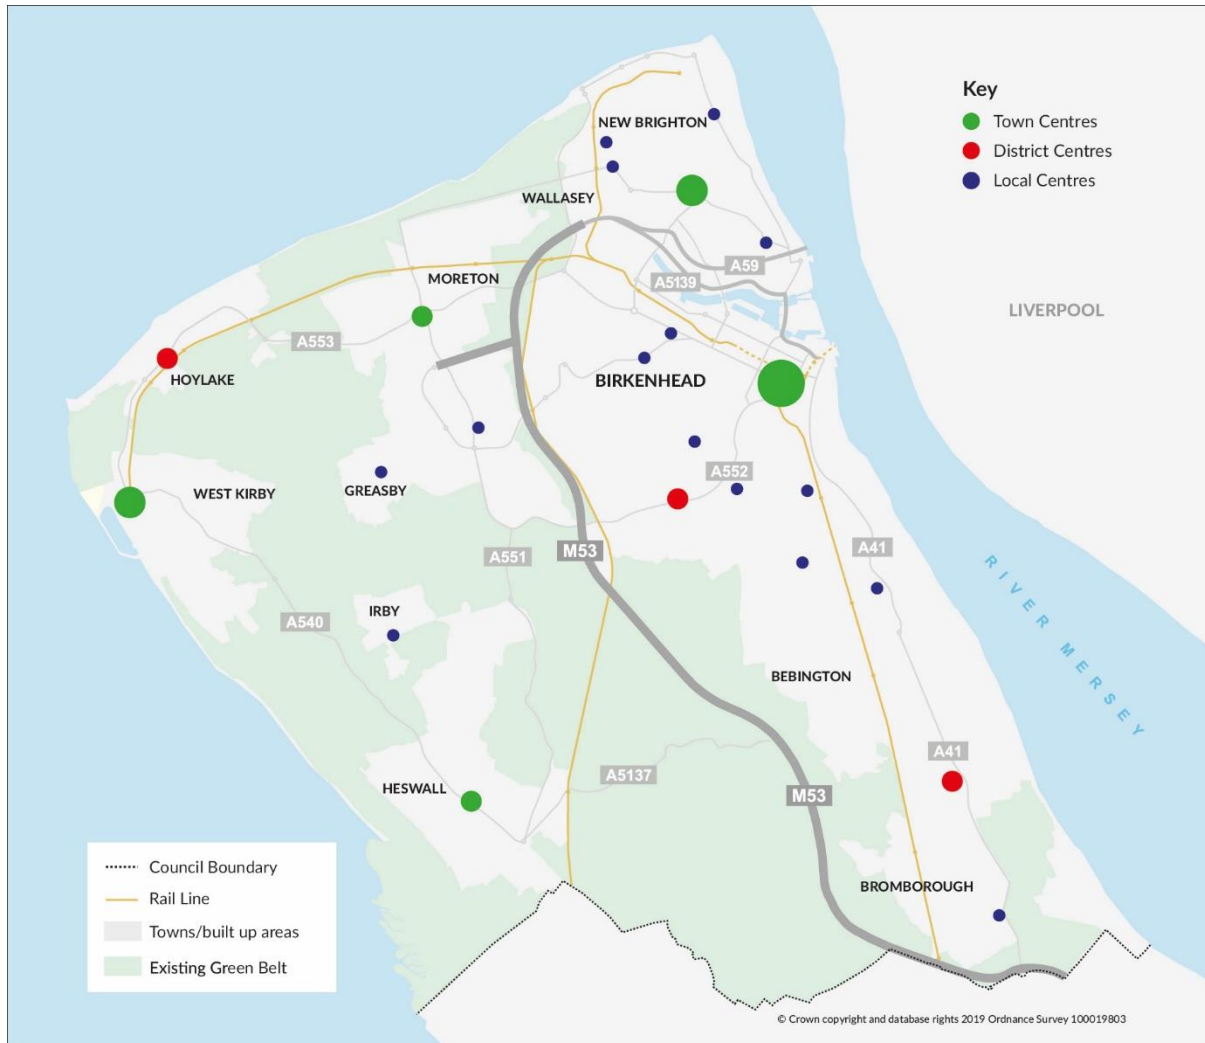 Key
Town Centres
District Centres
Local Centres
NEW BRIGHTON
WALLASEY
A59
A5139
MORETON
LIVERPOOL
A553
HOYLAKE
BIRKENHEAD
WEST KIRBY
GREASBY
A552
A551
M53
A41
RIVER MERSEY
IRBY
A540
BEBINGTON
A41
A5137
HESWALL
M53
BROMBOROUGH
Council Boundary
Rail Line
Towns/built up areas
Existing Green Belt
© Crown copyright and database rights 2019 Ordnance Survey 100019803